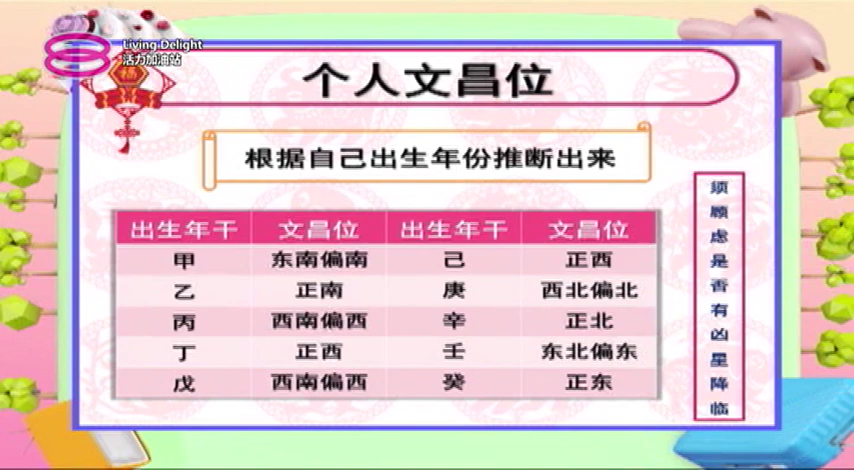 Living Delight
活力加油站
福
个人文昌位
根据自己出生年份推断出来
出生年干 文昌位 出生年干 文昌位
甲 东南偏南 己 正西
乙 正南 庚 西北偏北
丙 西南偏西 辛 正北
丁 正西 壬 东北偏东
戊 西南偏西 癸 正东
须顾虑是否有凶星降临